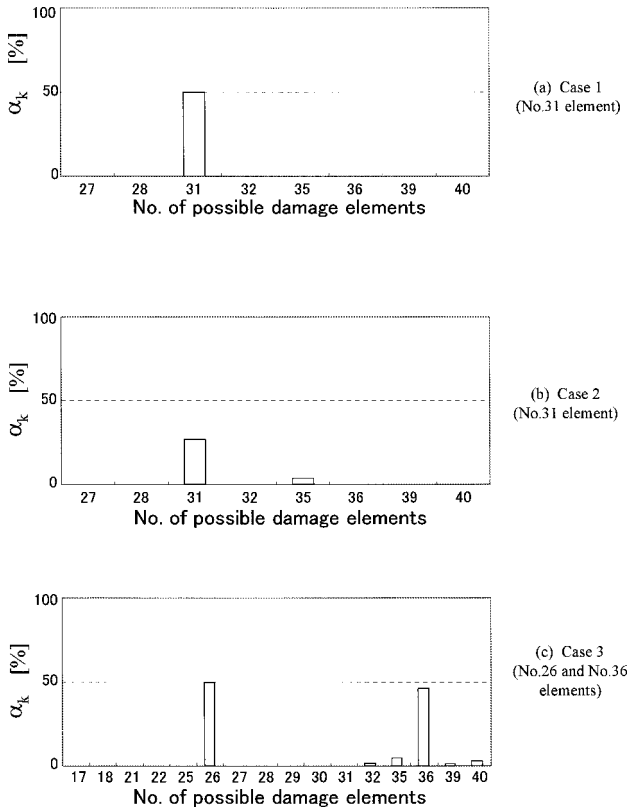 100
α_k [%]
50
0
27 28 31 32 35 36 39 40
No. of possible damage elements
(a) Case 1
(No.31 element)
100
α_k [%]
50
0
27 28 31 32 35 36 39 40
No. of possible damage elements
(b) Case 2
(No.31 element)
100
α_k [%]
50
0
17 18 21 22 25 26 27 28 29 30 31 32 35 36 39 40
No. of possible damage elements
(c) Case 3
(No.26 and No.36
elements)